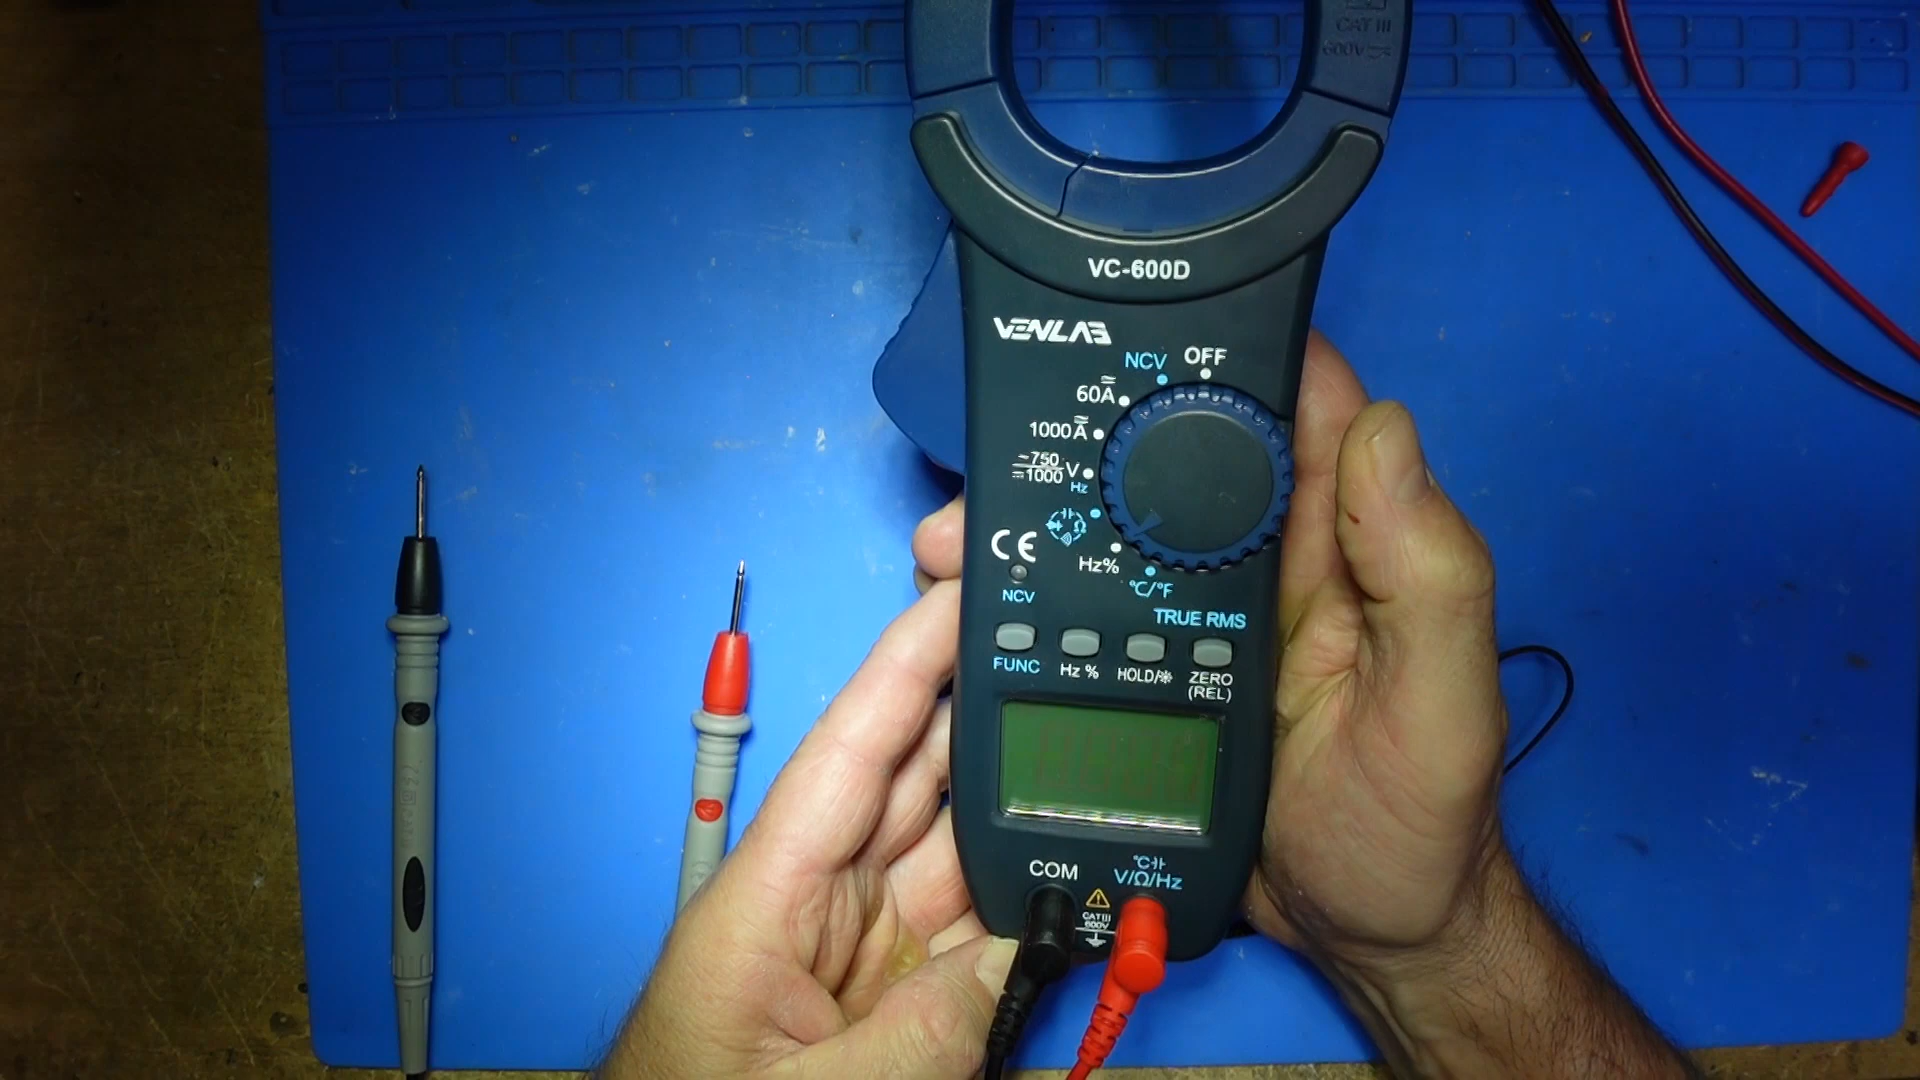 CAT III
600V
VC-600D
VENLAB
NCV OFF
60A
1000A
~750
1000 V
Hz
Ω
CE
Hz%
°C/°F
NCV
TRUE RMS
FUNC
Hz %
HOLD/☀
ZERO
(REL)
COM
°C
V/Ω/Hz
CAT III
600V